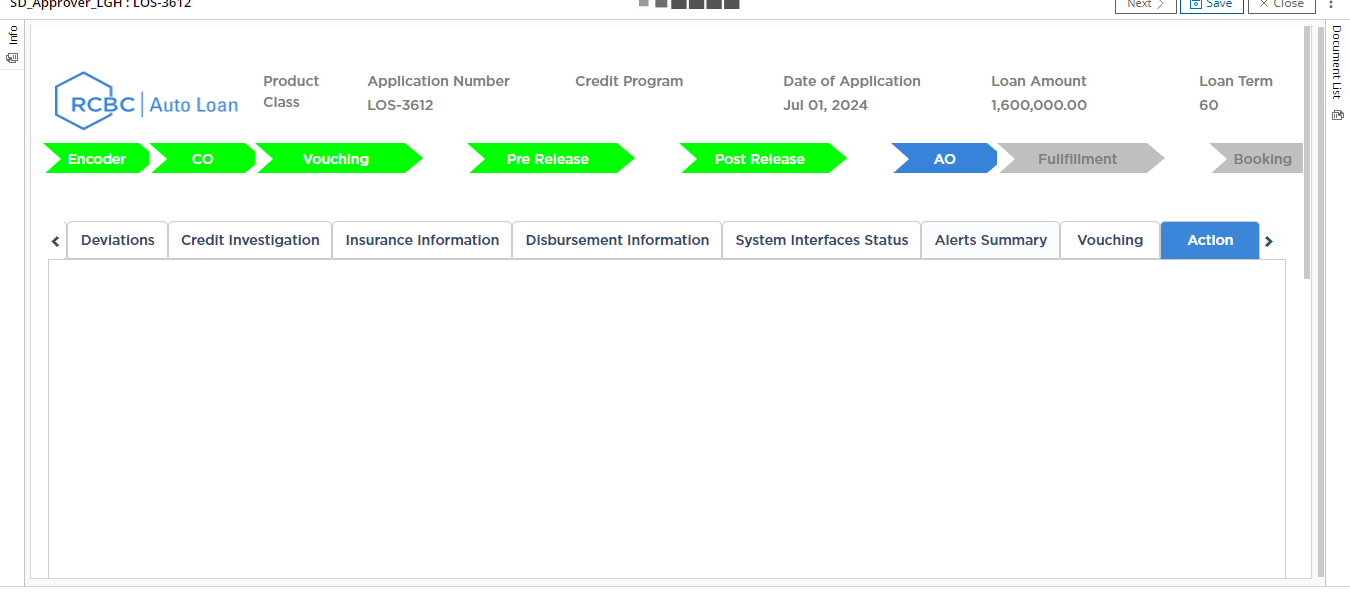 SD_Approver_LGH : LOS-3612
Next
Save
Close
Info
Document List
RCBC | Auto Loan
Product Class
Application Number
LOS-3612
Credit Program
Date of Application
Jul 01, 2024
Loan Amount
1,600,000.00
Loan Term
60
Encoder
CO
Vouching
Pre Release
Post Release
AO
Fullfillment
Booking
Deviations
Credit Investigation
Insurance Information
Disbursement Information
System Interfaces Status
Alerts Summary
Vouching
Action